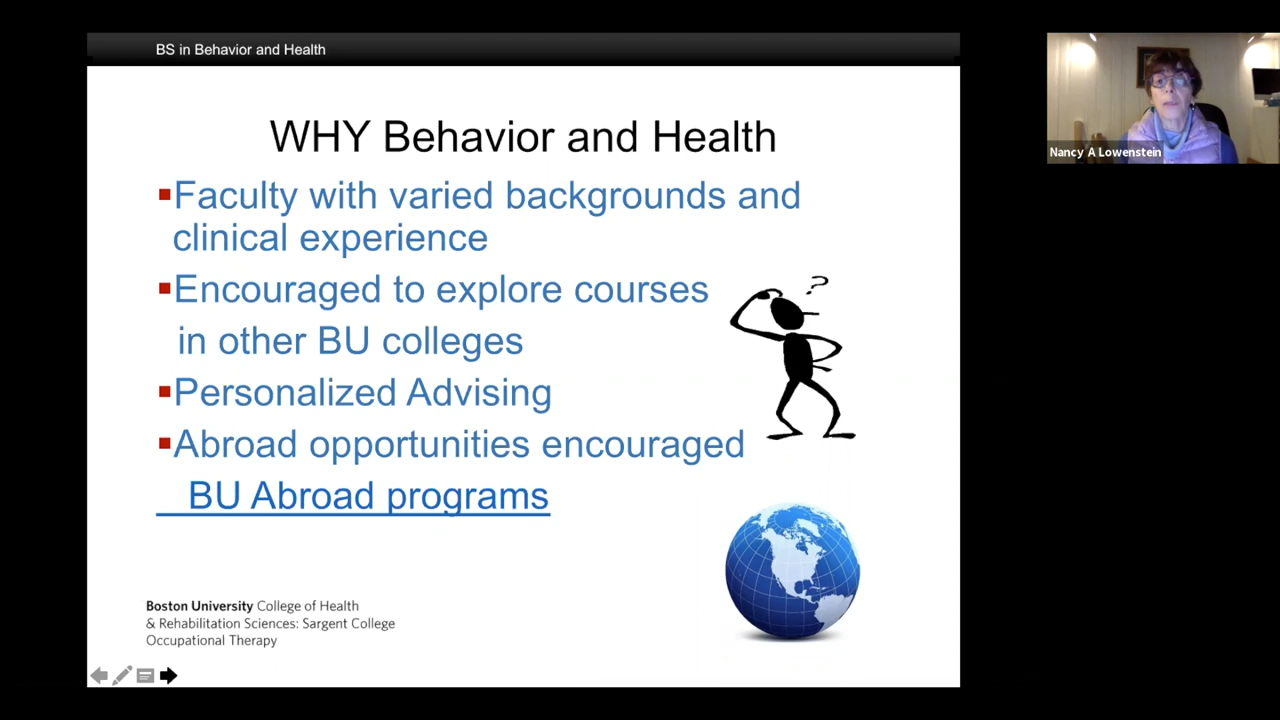 BS in Behavior and Health
WHY Behavior and Health
▪Faculty with varied backgrounds and
clinical experience
▪Encouraged to explore courses
in other BU colleges
▪Personalized Advising
▪Abroad opportunities encouraged
BU Abroad programs
?
Boston University College of Health
& Rehabilitation Sciences: Sargent College
Occupational Therapy
Nancy A Lowenstein